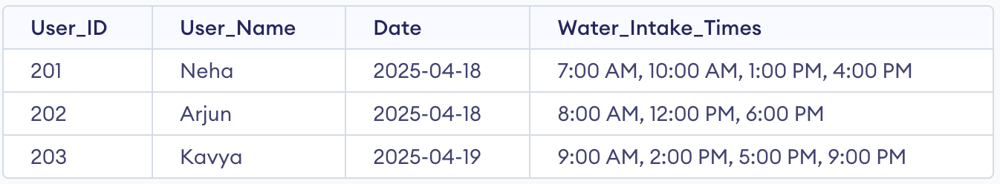 User_ID User_Name Date Water_Intake_Times
201 Neha 2025-04-18 7:00 AM, 10:00 AM, 1:00 PM, 4:00 PM
202 Arjun 2025-04-18 8:00 AM, 12:00 PM, 6:00 PM
203 Kavya 2025-04-19 9:00 AM, 2:00 PM, 5:00 PM, 9:00 PM